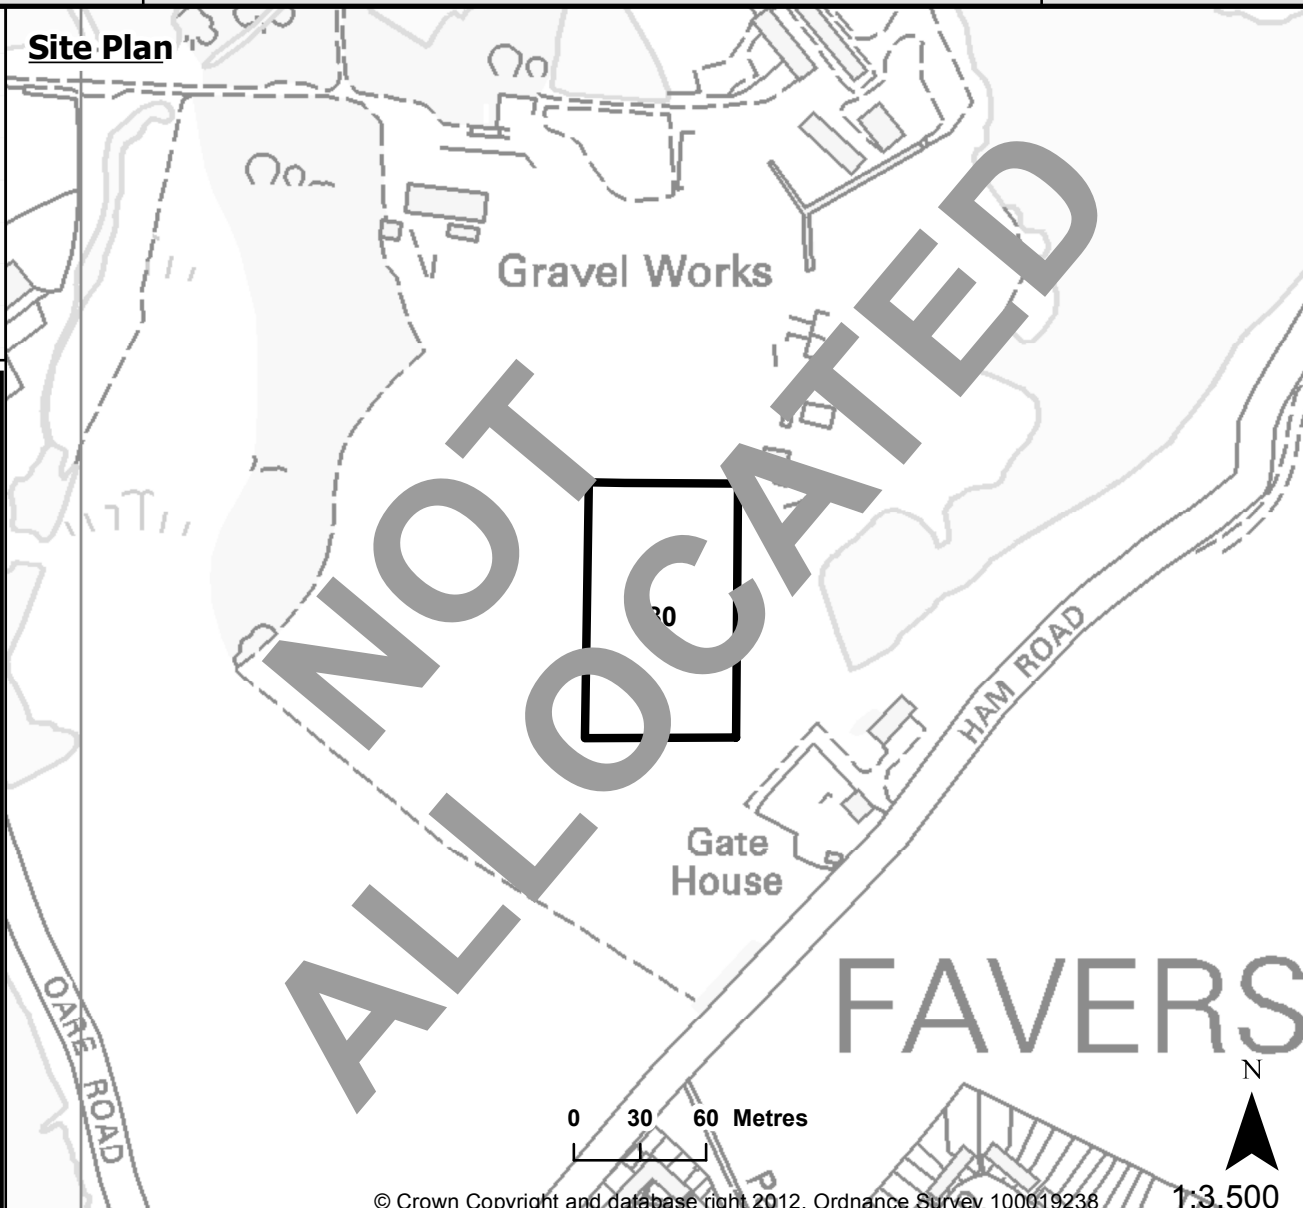 Site Plan
Gravel Works
NOT
ALLOCATED
HAM ROAD
Gate
House
FAVERS
OARE ROAD
N
0 30 60 Metres
© Crown Copyright and database right 2012. Ordnance Survey 100019238
1:3,500